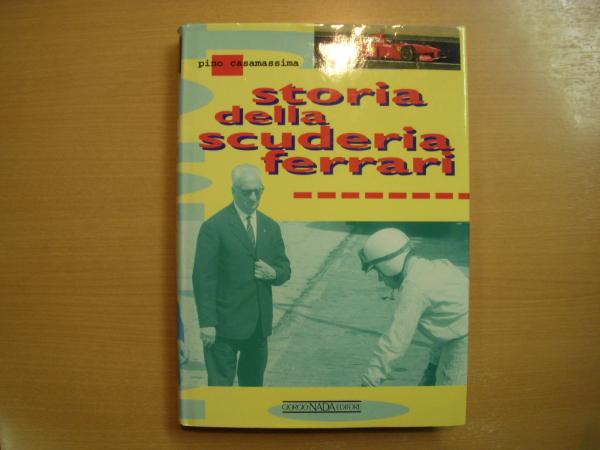 pino casamassima
storia
della
scuderia
ferrari
GIORGIO NADA EDITORE